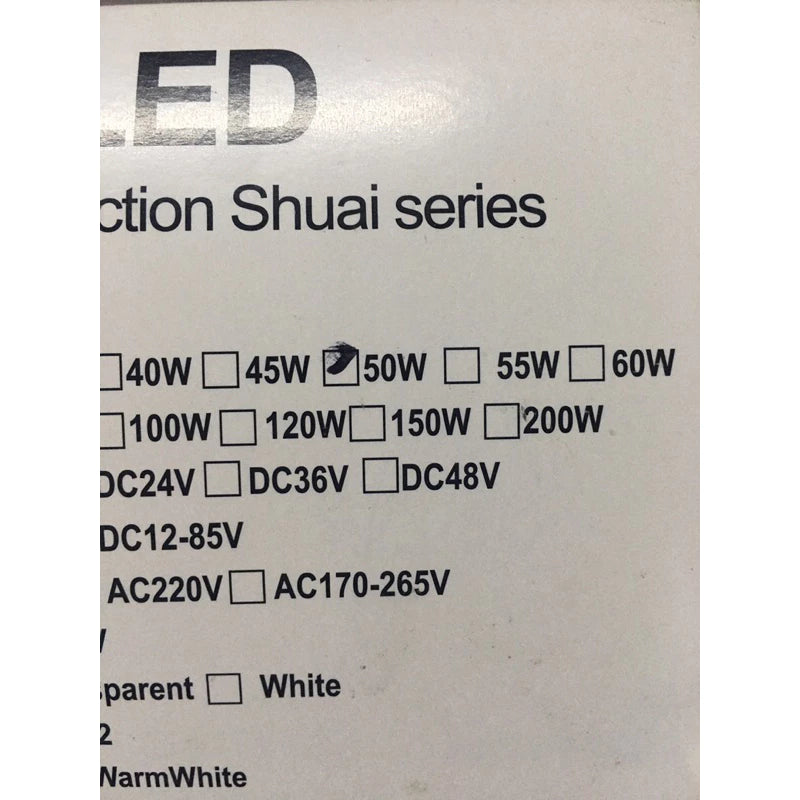 LED
ction Shuai series
40W 45W 50W 55W 60W
100W 120W 150W 200W
DC24V DC36V DC48V
DC12-85V
AC220V AC170-265V
sparent White
2
WarmWhite